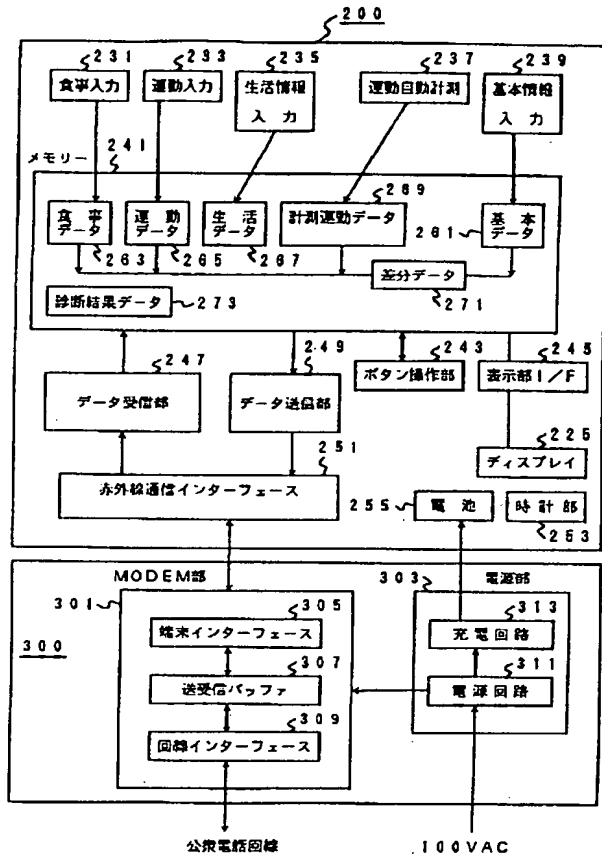 200
231
233
235
237
239
食事入力
運動入力
生活情報
入力
運動自動計測
基本情報
入力
241
メモリー
269
食事
データ
運動
データ
生活
データ
計測運動データ
261
基本
データ
263
265
267
差分データ
271
診断結果データ
273
247
249
243
245
データ受信部
データ送信部
ボタン操作部
表示部I/F
251
225
赤外線通信インターフェース
ディスプレイ
255
電池
時計部
253
MODEM部
303
電源部
301
305
313
端末インターフェース
充電回路
300
307
311
送受信バッファ
電源回路
309
回線インターフェース
公衆電話回線
100VAC